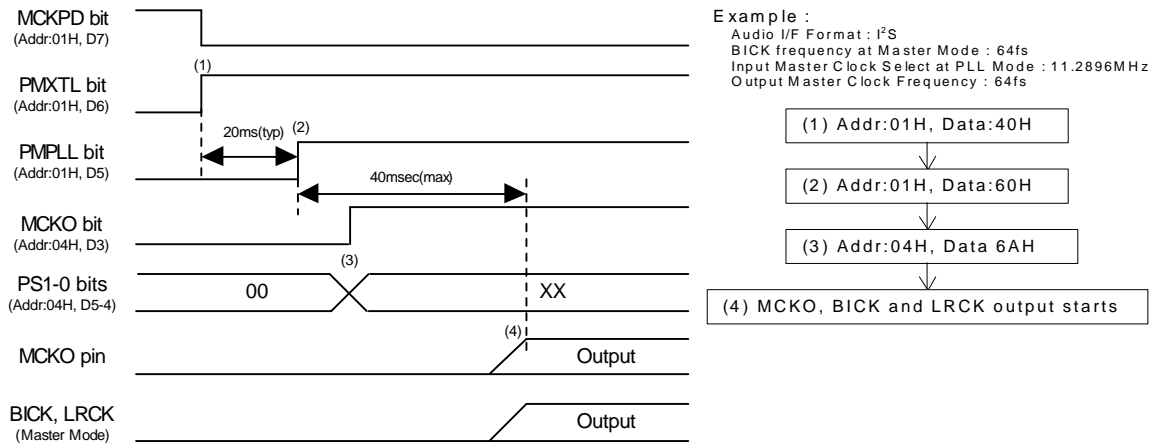 MCKPD bit
(Addr:01H, D7)
(1)
PMXTL bit
(Addr:01H, D6)
20ms(typ)
(2)
PMPLL bit
(Addr:01H, D5)
40msec(max)
MCKO bit
(Addr:04H, D3)
(3)
PS1-0 bits
(Addr:04H, D5-4)
00
XX
(4)
MCKO pin
Output
BICK, LRCK
(Master Mode)
Output
Example :
Audio I/F Format : I²S
BICK frequency at Master Mode : 64fs
Input Master Clock Select at PLL Mode : 11.2896MHz
Output Master Clock Frequency : 64fs
(1) Addr:01H, Data:40H
(2) Addr:01H, Data:60H
(3) Addr:04H, Data 6AH
(4) MCKO, BICK and LRCK output starts